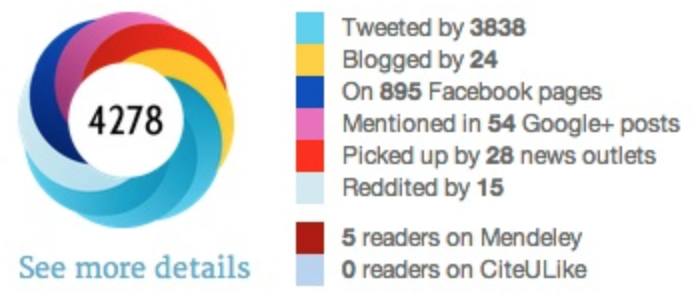 4278
See more details
Tweeted by 3838
Blogged by 24
On 895 Facebook pages
Mentioned in 54 Google+ posts
Picked up by 28 news outlets
Reddited by 15
5 readers on Mendeley
0 readers on CiteULike